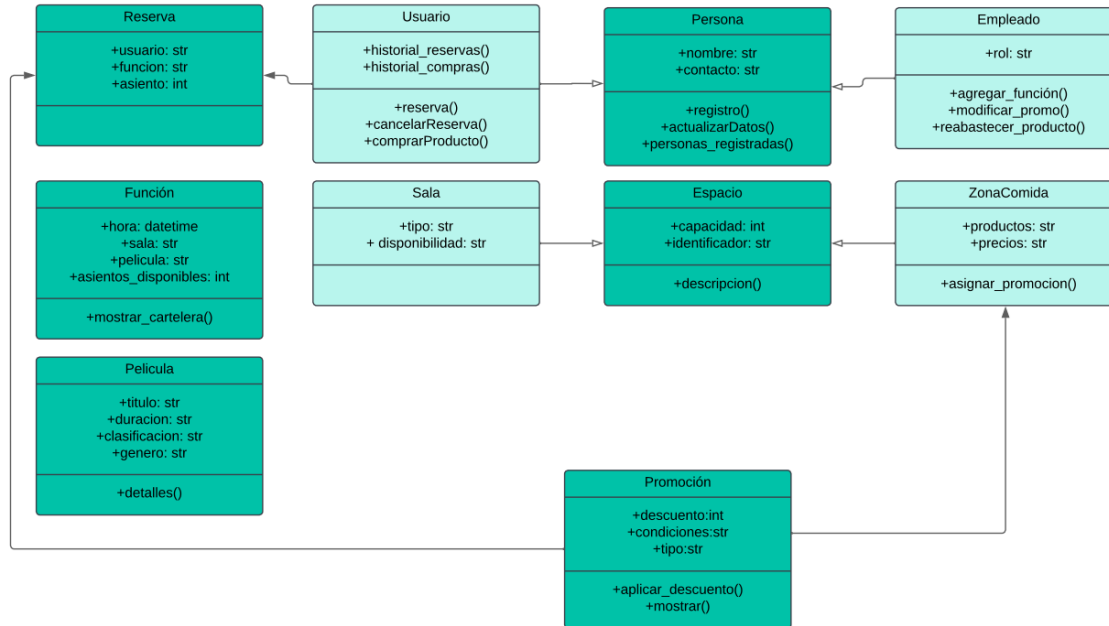 Reserva
+usuario: str
+funcion: str
+asiento: int
Usuario
+historial_reservas()
+historial_compras()
+reserva()
+cancelarReserva()
+comprarProducto()
Persona
+nombre: str
+contacto: str
+registro()
+actualizarDatos()
+personas_registradas()
Empleado
+rol: str
+agregar_función()
+modificar_promo()
+reabastecer_producto()
Función
+hora: datetime
+sala: str
+pelicula: str
+asientos_disponibles: int
+mostrar_cartelera()
Sala
+tipo: str
+ disponibilidad: str
Espacio
+capacidad: int
+identificador: str
+descripcion()
ZonaComida
+productos: str
+precios: str
+asignar_promocion()
Pelicula
+titulo: str
+duracion: str
+clasificacion: str
+genero: str
+detalles()
Promoción
+descuento:int
+condiciones:str
+tipo:str
+aplicar_descuento()
+mostrar()